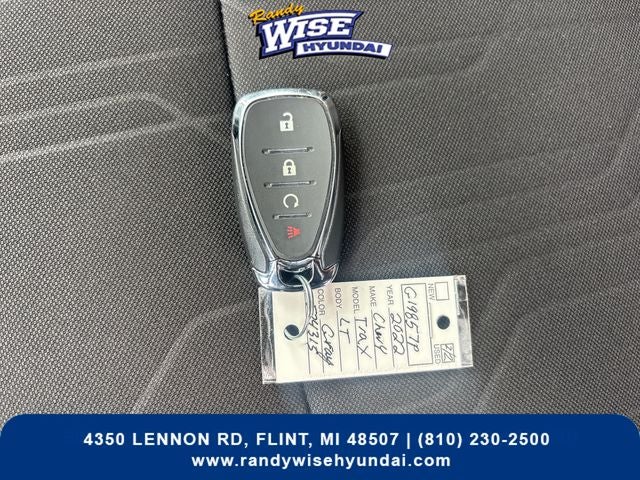 Randy
WISE
HYUNDAI
NEW
USED
G19857P
YEAR 2022
MAKE Chevy
MODEL Trax
BODY LT
COLOR Gray
4350 LENNON RD, FLINT, MI 48507 | (810) 230-2500
www.randywisehyundai.com